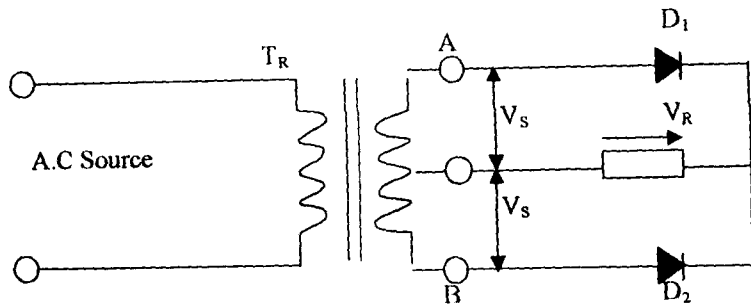 D₁
T_R
A
V_S
V_R
A.C Source
V_S
B
D₂